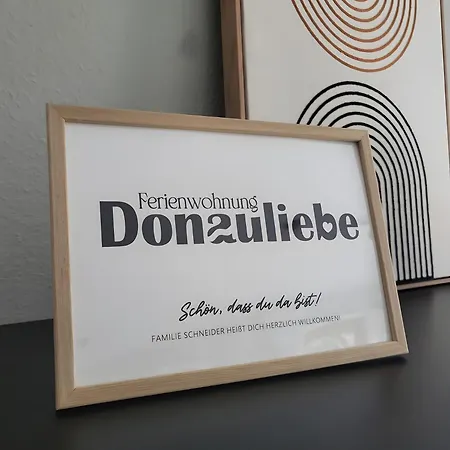 Ferienwohnung
Donauliebe
Schön, dass du da bist!
FAMILIE SCHNEIDER HEIßT DICH HERZLICH WILLKOMMEN!